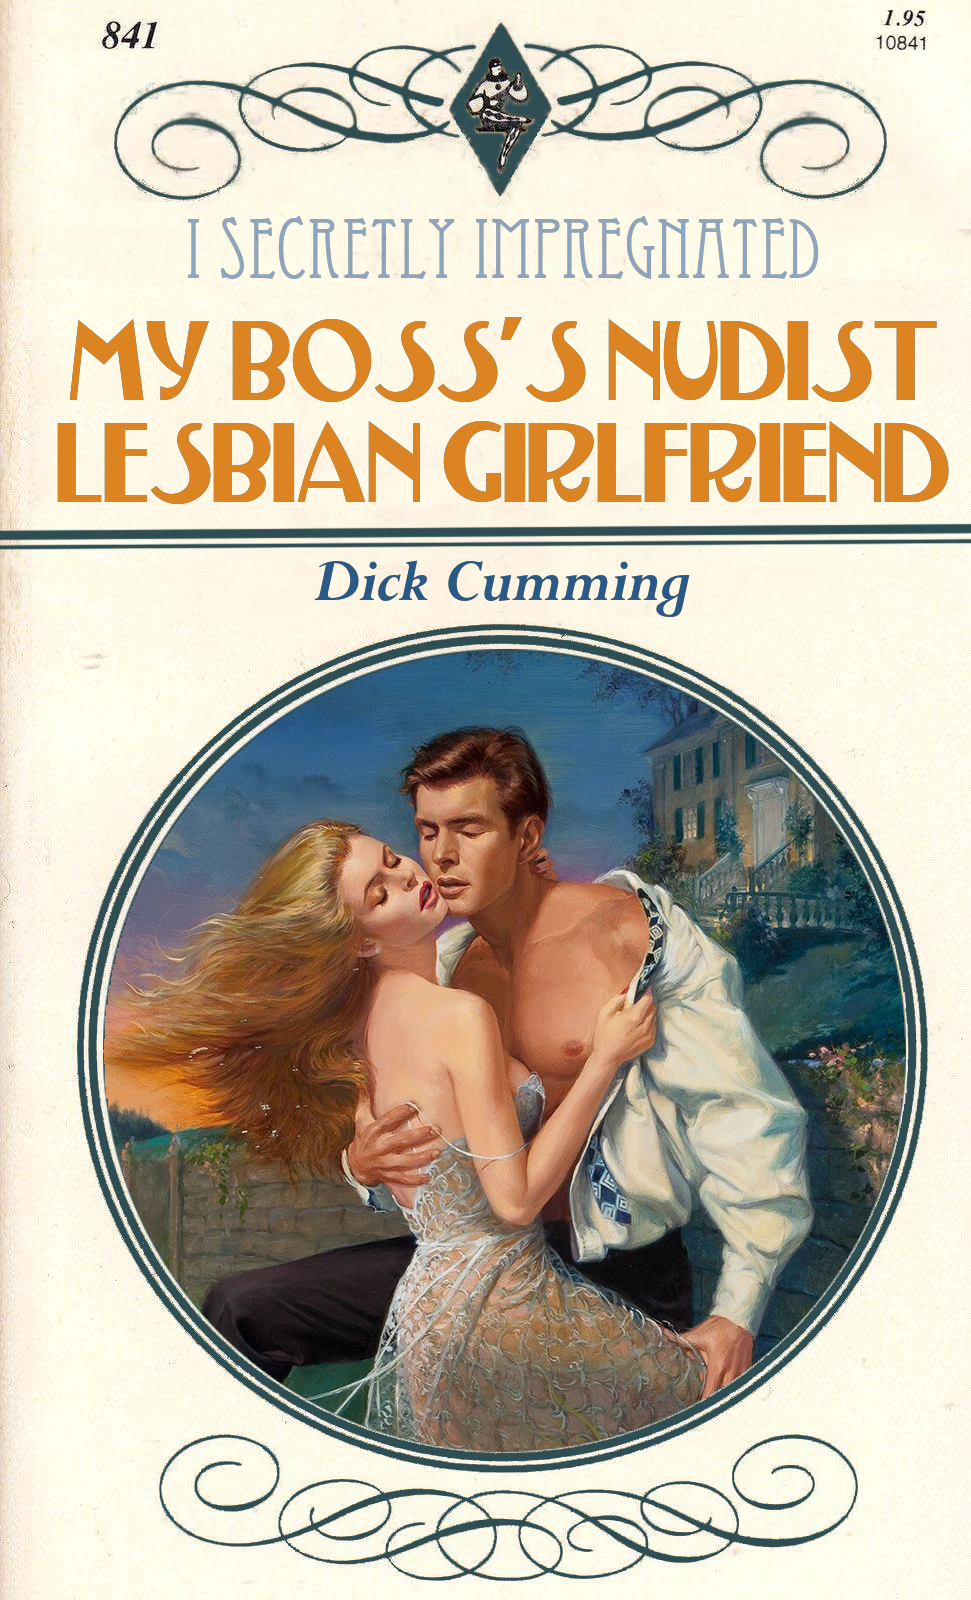 841
1.95
10841
I SECRETLY IMPREGNATED
MY BOSS'S NUDIST
LESBIAN GIRLFRIEND
Dick Cumming